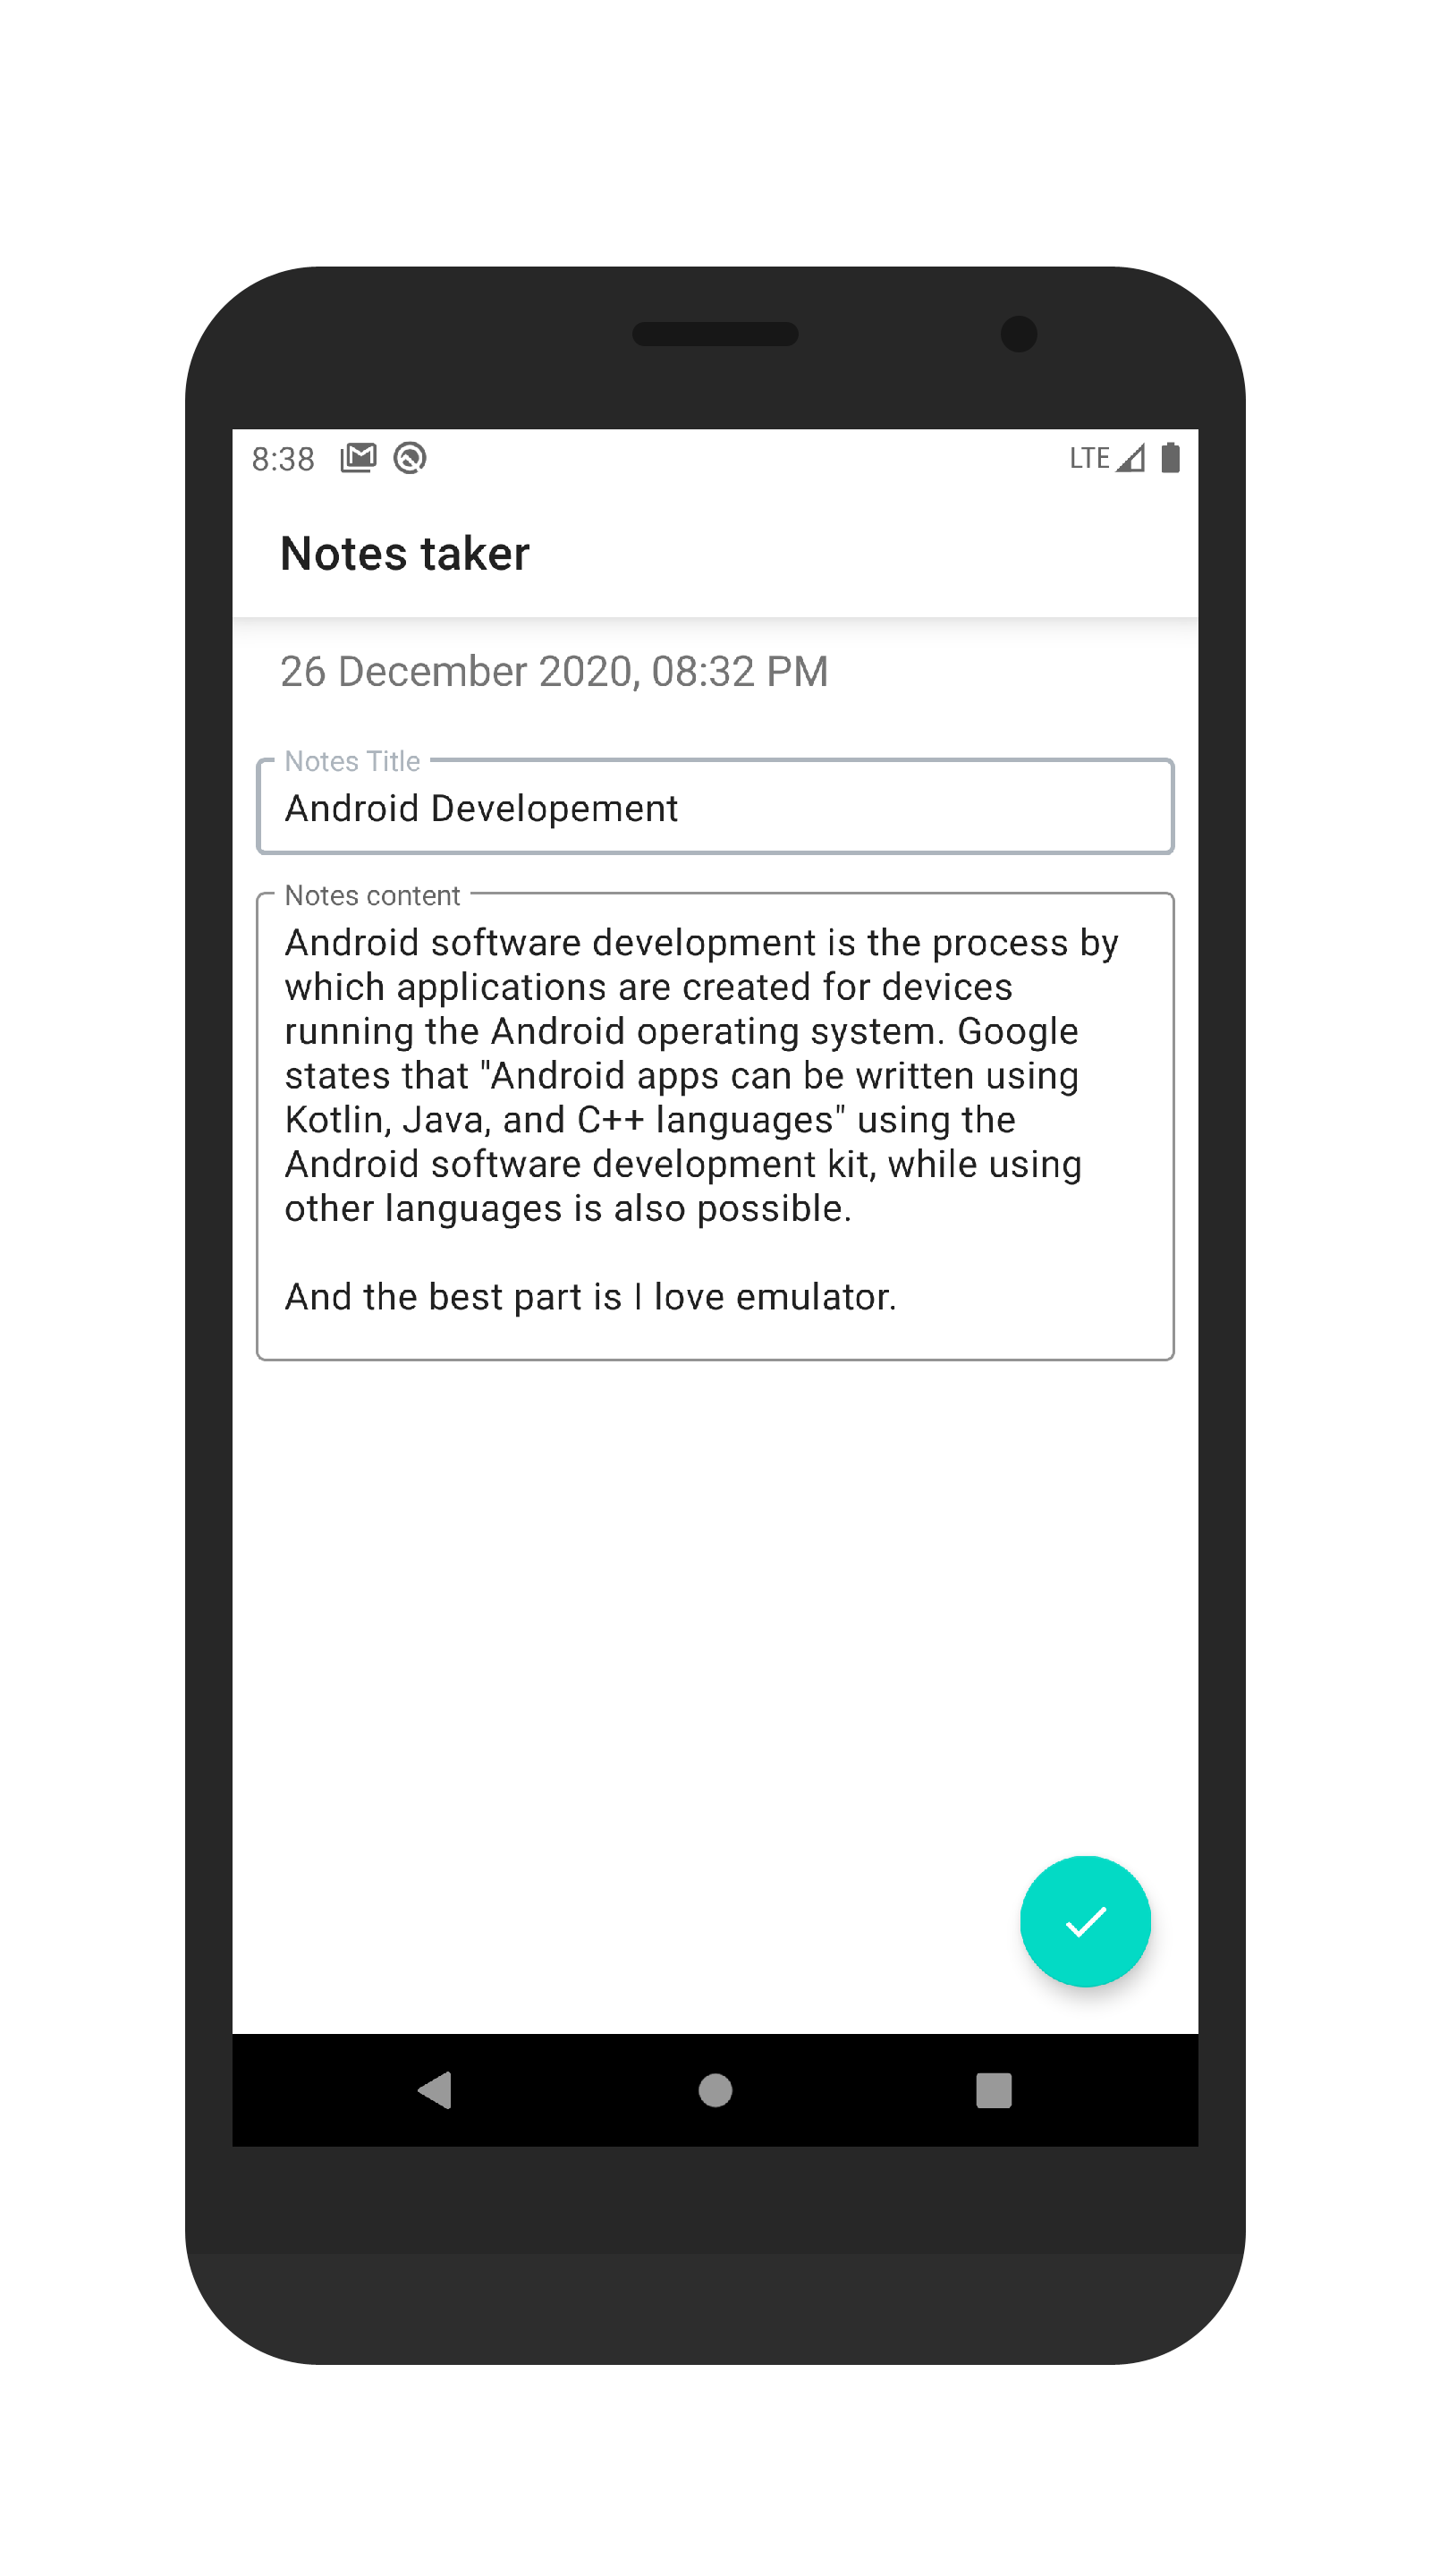 8:38 LTE
Notes taker
26 December 2020, 08:32 PM
Notes Title
Android Developement
Notes content
Android software development is the process by
which applications are created for devices
running the Android operating system. Google
states that "Android apps can be written using
Kotlin, Java, and C++ languages" using the
Android software development kit, while using
other languages is also possible.
And the best part is I love emulator.